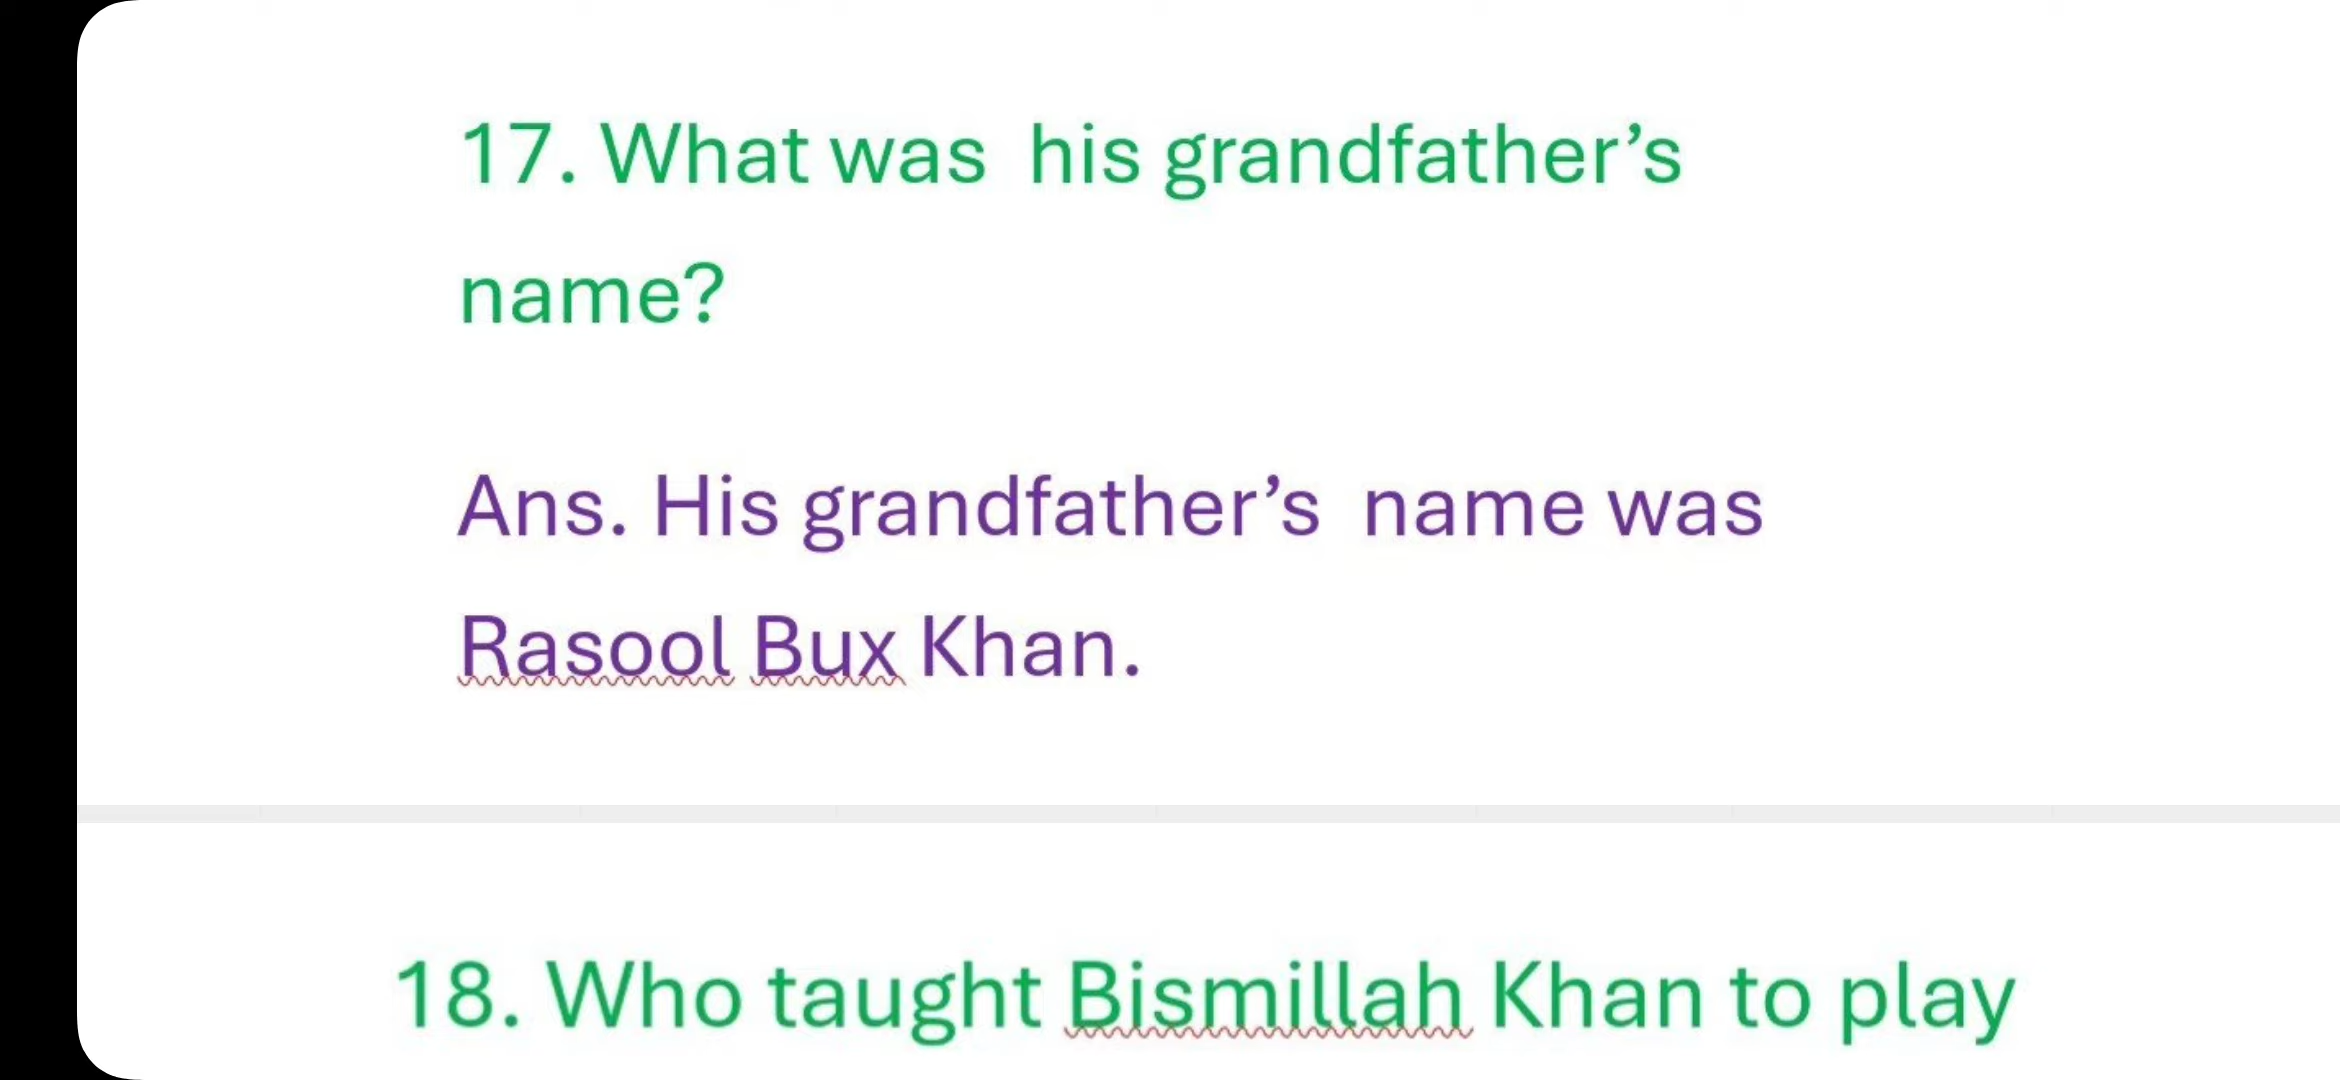 17. What was  his grandfather’s
name?
Ans. His grandfather’s  name was
Rasool Bux Khan.
18. Who taught Bismillah Khan to play